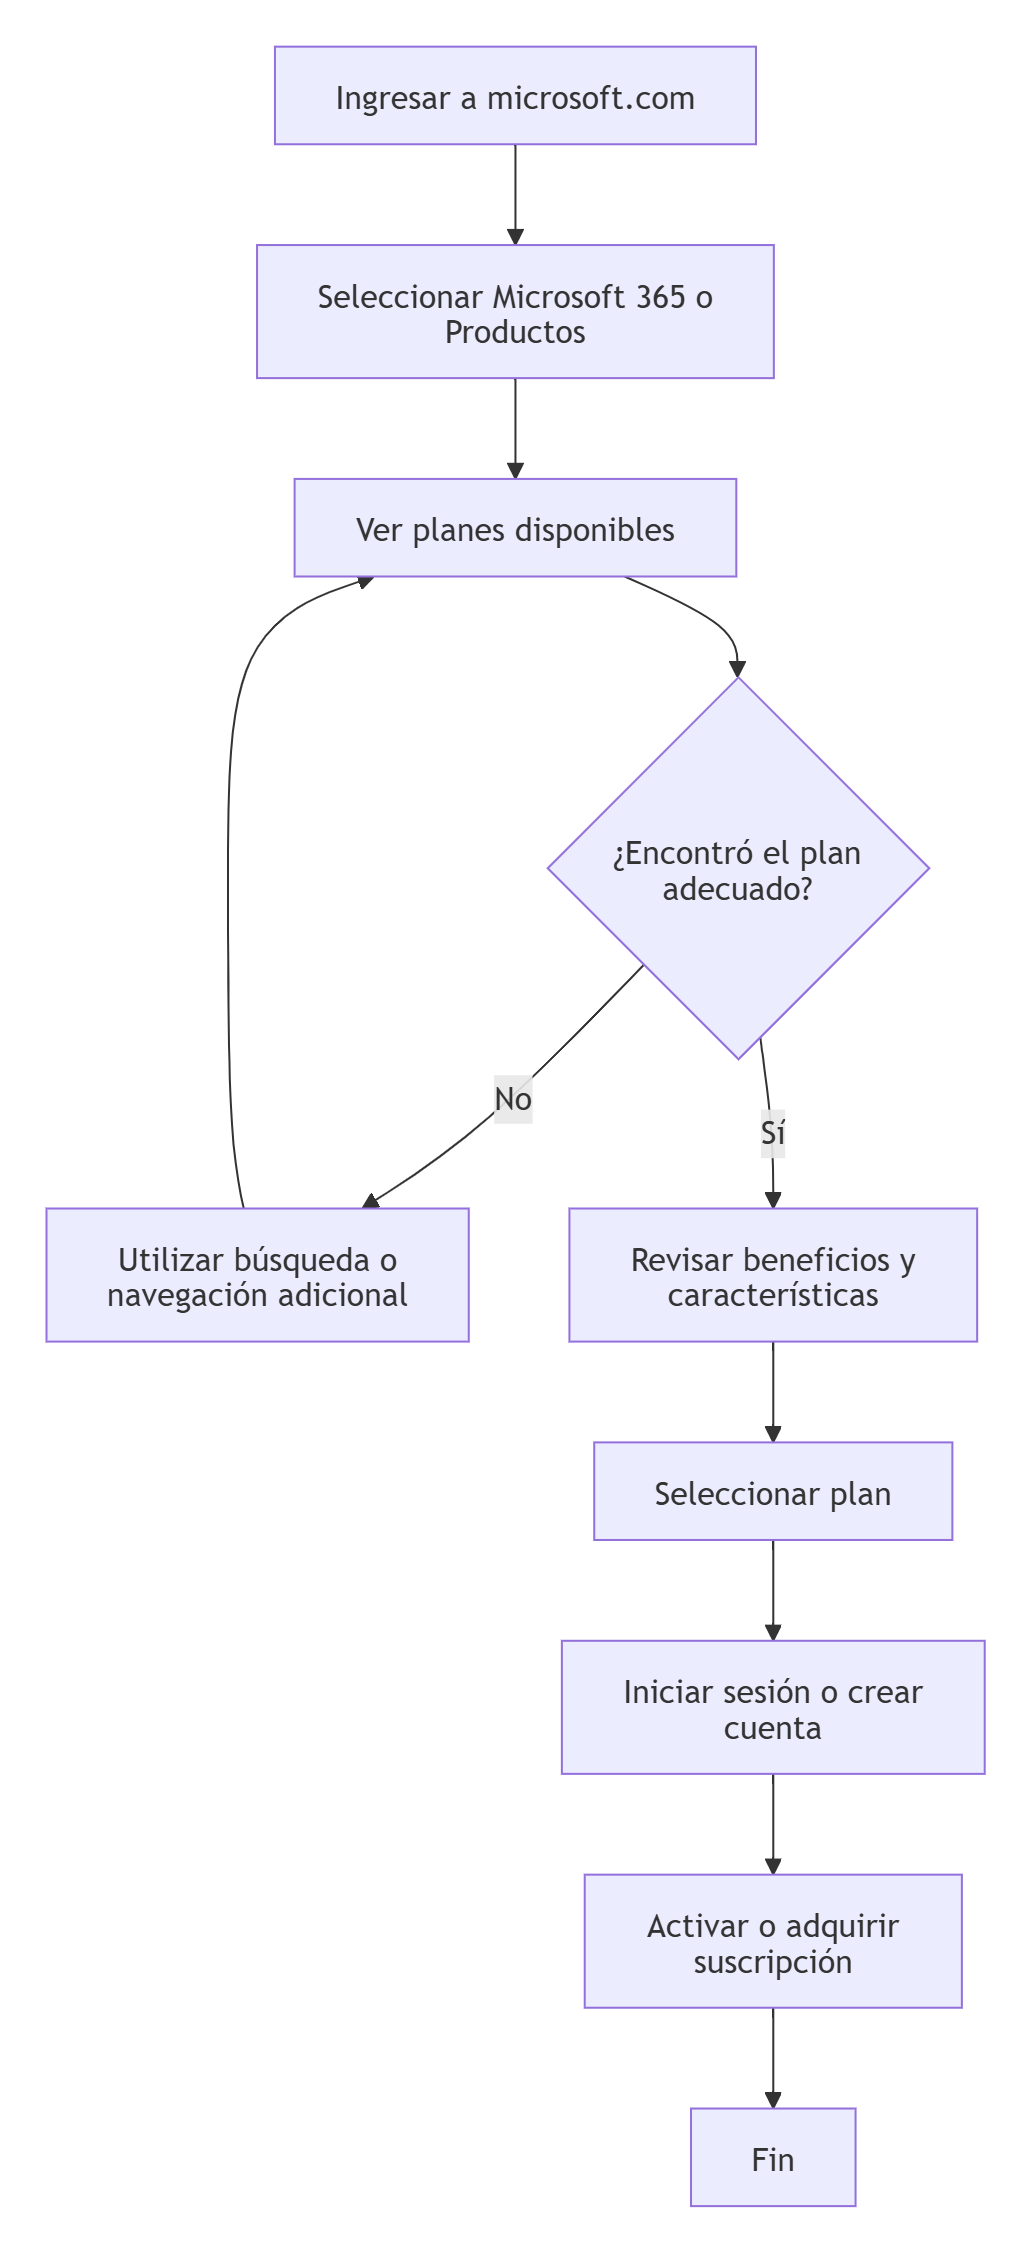 Ingresar a microsoft.com
Seleccionar Microsoft 365 o
Productos
Ver planes disponibles
¿Encontró el plan
adecuado?
No
Sí
Utilizar búsqueda o
navegación adicional
Revisar beneficios y
características
Seleccionar plan
Iniciar sesión o crear
cuenta
Activar o adquirir
suscripción
Fin